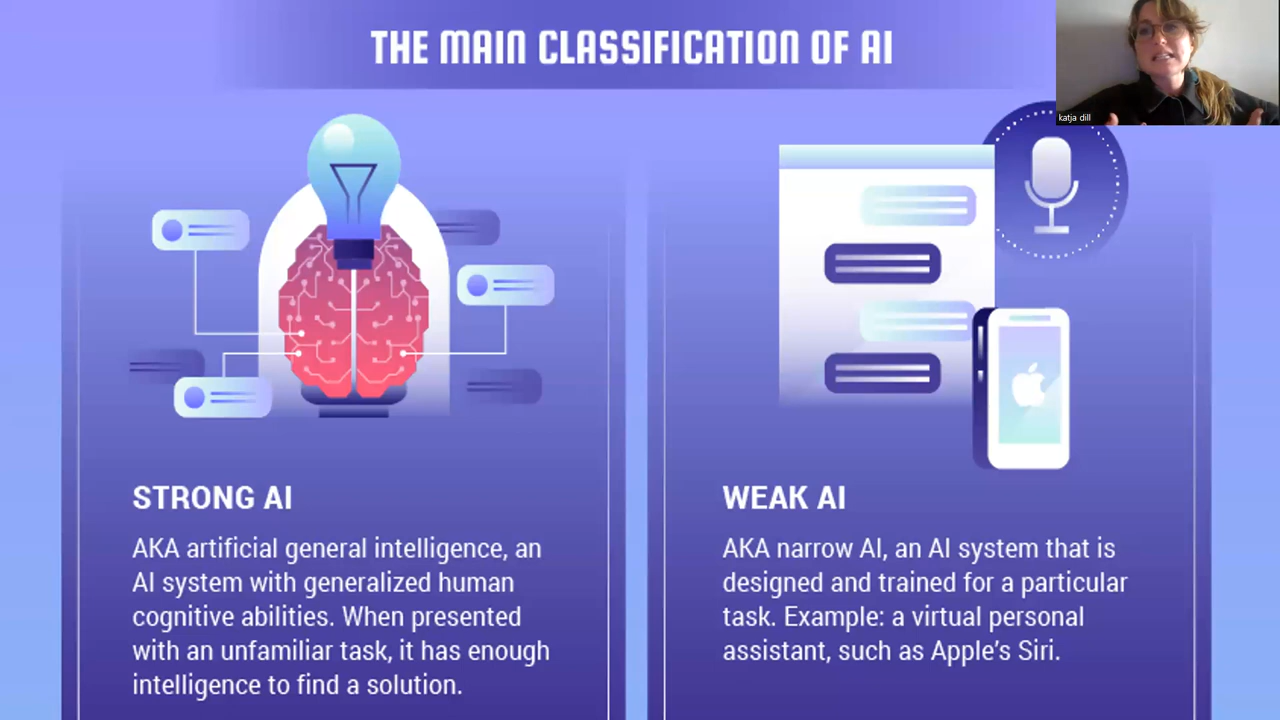 THE MAIN CLASSIFICATION OF AI
katja dill
STRONG AI
AKA artificial general intelligence, an
AI system with generalized human
cognitive abilities. When presented
with an unfamiliar task, it has enough
intelligence to find a solution.
WEAK AI
AKA narrow AI, an AI system that is
designed and trained for a particular
task. Example: a virtual personal
assistant, such as Apple's Siri.